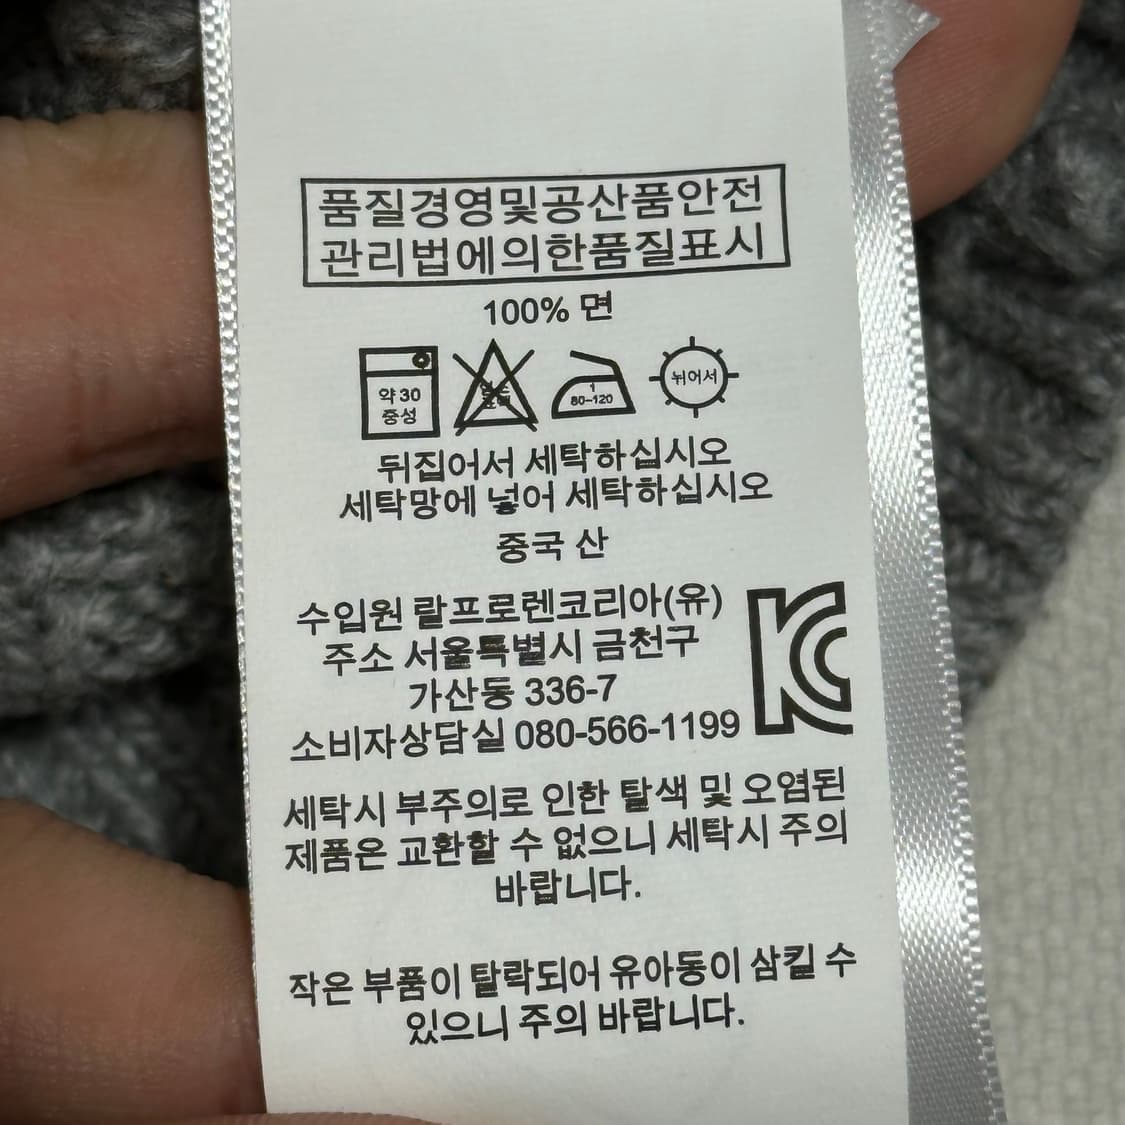 품질경영및공산품안전
관리법에의한품질표시
100% 면
약 30
중성
1
80~120
뉘어서
뒤집어서 세탁하십시오
세탁망에 넣어 세탁하십시오
중국 산
수입원 랄프로렌코리아(유)
주소 서울특별시 금천구
가산동 336-7
소비자상담실 080-566-1199
세탁시 부주의로 인한 탈색 및 오염된
제품은 교환할 수 없으니 세탁시 주의
바랍니다.
작은 부품이 탈락되어 유아동이 삼킬 수
있으니 주의 바랍니다.